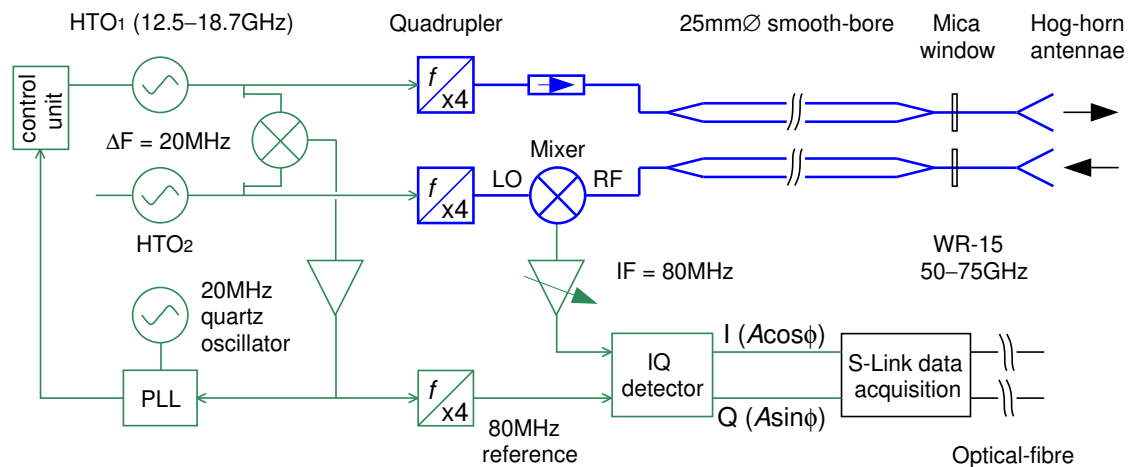 HTO1 (12.5–18.7GHz)
Quadrupler
25mmØ smooth-bore
Mica
window
Hog-horn
antennae
control
unit
f
x4
ΔF = 20MHz
Mixer
LO
RF
f
x4
HTO2
WR-15
50–75GHz
IF = 80MHz
20MHz
quartz
oscillator
I (Acosϕ)
IQ
detector
S-Link data
acquisition
PLL
f
x4
Q (Asinϕ)
80MHz
reference
Optical-fibre